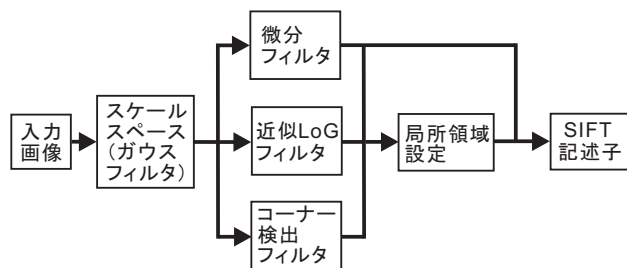 入力
画像
スケール
スペース
(ガウス
フィルタ)
微分
フィルタ
近似LoG
フィルタ
コーナー
検出
フィルタ
局所領域
設定
SIFT
記述子